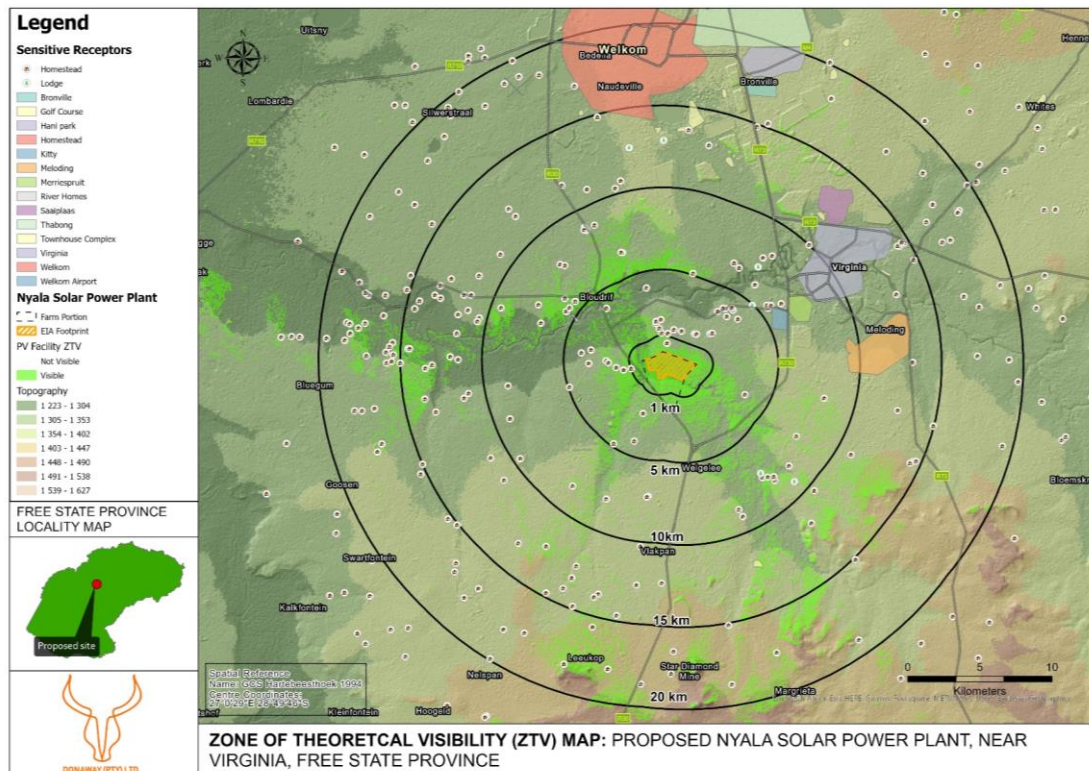 Legend
Sensitive Receptors
Homestead
Lodge
Bronville
Golf Course
Hani park
Homestead
Kitty
Meloding
Merriespruit
River Homes
Saaiplaas
Thabong
Townhouse Complex
Virginia
Welkom
Welkom Airport
Nyala Solar Power Plant
Farm Portion
EIA Footprint
PV Facility ZTV
Not Visible
Visible
Topography
1 223 - 1 304
1 305 - 1 353
1 354 - 1 402
1 403 - 1 447
1 448 - 1 490
1 491 - 1 538
1 539 - 1 627
FREE STATE PROVINCE
LOCALITY MAP
Proposed site
DONAWAY (PTY) LTD
N
W
E
S
Uitsny
Welkom
Bedelia
Naudeville
Bronville
Lombardie
Silwerstraal
Whites
Virginia
Bloudrif
Meloding
Bluegum
1 km
5 km
Welgelee
Goosen
10km
Vlakpan
Swartfontein
Kalkfontein
15 km
Leeukop
Star Diamond
Mine
Nelspan
Margrieta
20 km
Kleinfontein
Hoogeld
0
5
10
Kilometers
Spatial Reference
Name: GCS Hartebeesthoek 1994
Centre Coordinates:
ZONE OF THEORETCAL VISIBILITY (ZTV) MAP: PROPOSED NYALA SOLAR POWER PLANT, NEAR
VIRGINIA, FREE STATE PROVINCE